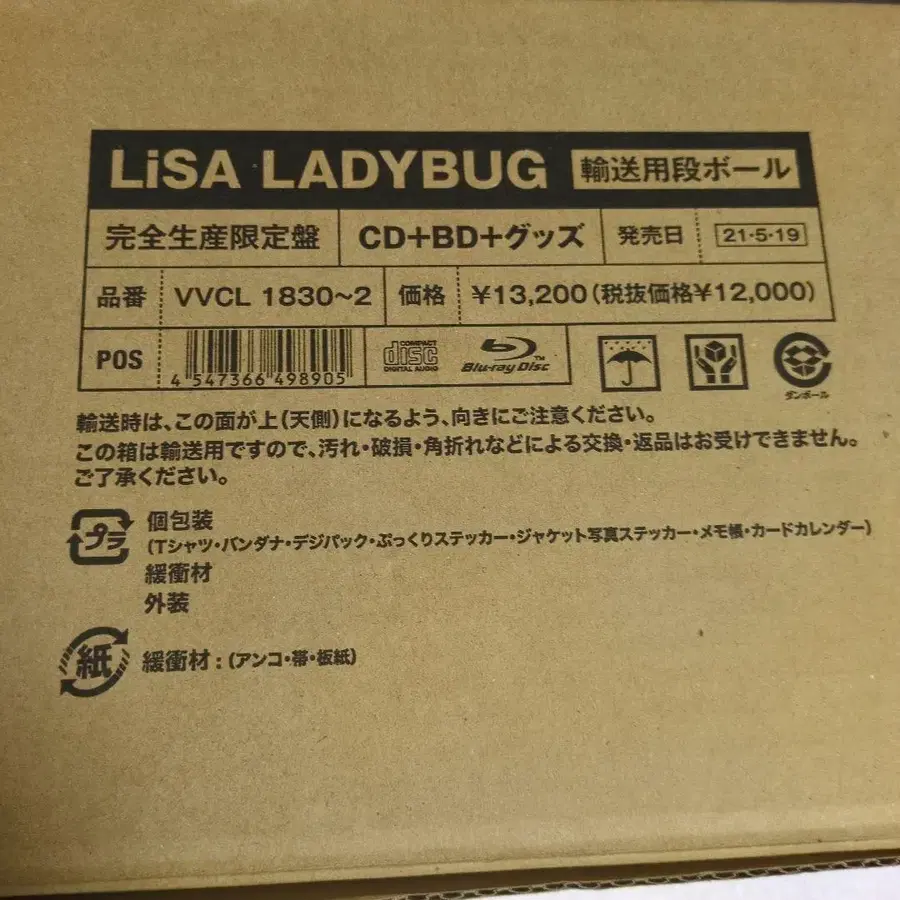 LiSA LADYBUG 輸送用段ボール
完全生産限定盤 CD+BD+グッズ 発売日 21・5・19
品番 VVCL 1830~2 価格 ¥13,200(税抜価格¥12,000)
POS 4 547366 498905 COMPACT disc DIGITAL AUDIO Blu-ray Disc TM
ダンボール
輸送時は、この面が上(天側)になるよう、向きにご注意ください。
この箱は輸送用ですので、汚れ・破損・角折れなどによる交換・返品はお受けできません。
ご了承ください。
プラ 個包装
(Tシャツ・バンダナ・デジパック・ぷっくりステッカー・ジャケット写真ステッカー・メモ帳・カードカレンダー)
緩衝材
外装
紙 緩衝材:(アンコ・帯・板紙)